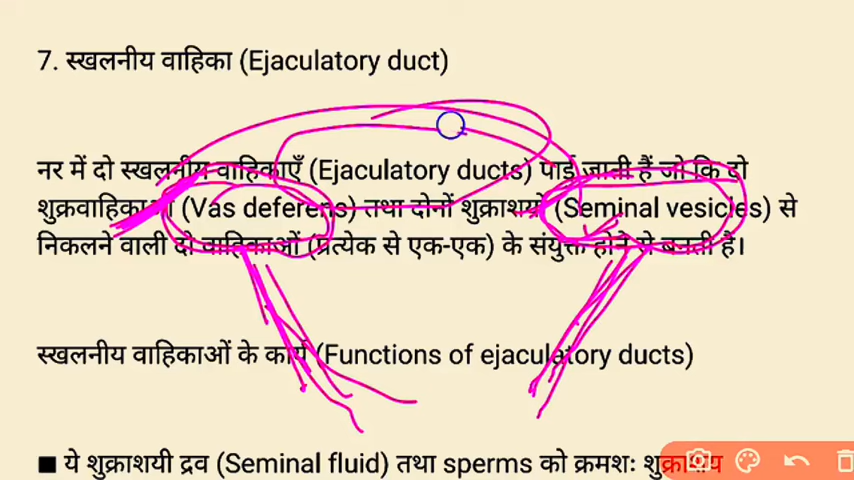 7. स्खलनीय वाहिका (Ejaculatory duct)
नर में दो स्खलनीय वाहिकाएँ (Ejaculatory ducts) पाई जाती हैं जो कि दो
शुक्रवाहिकाओं (Vas deferens) तथा दोनों शुक्राशयों (Seminal vesicles) से
निकलने वाली दो वाहिकाओं (प्रत्येक से एक-एक) के संयुक्त होने से बनती है।
स्खलनीय वाहिकाओं के कार्य (Functions of ejaculatory ducts)
■ ये शुक्राशयी द्रव (Seminal fluid) तथा sperms को क्रमशः शुक्राशय